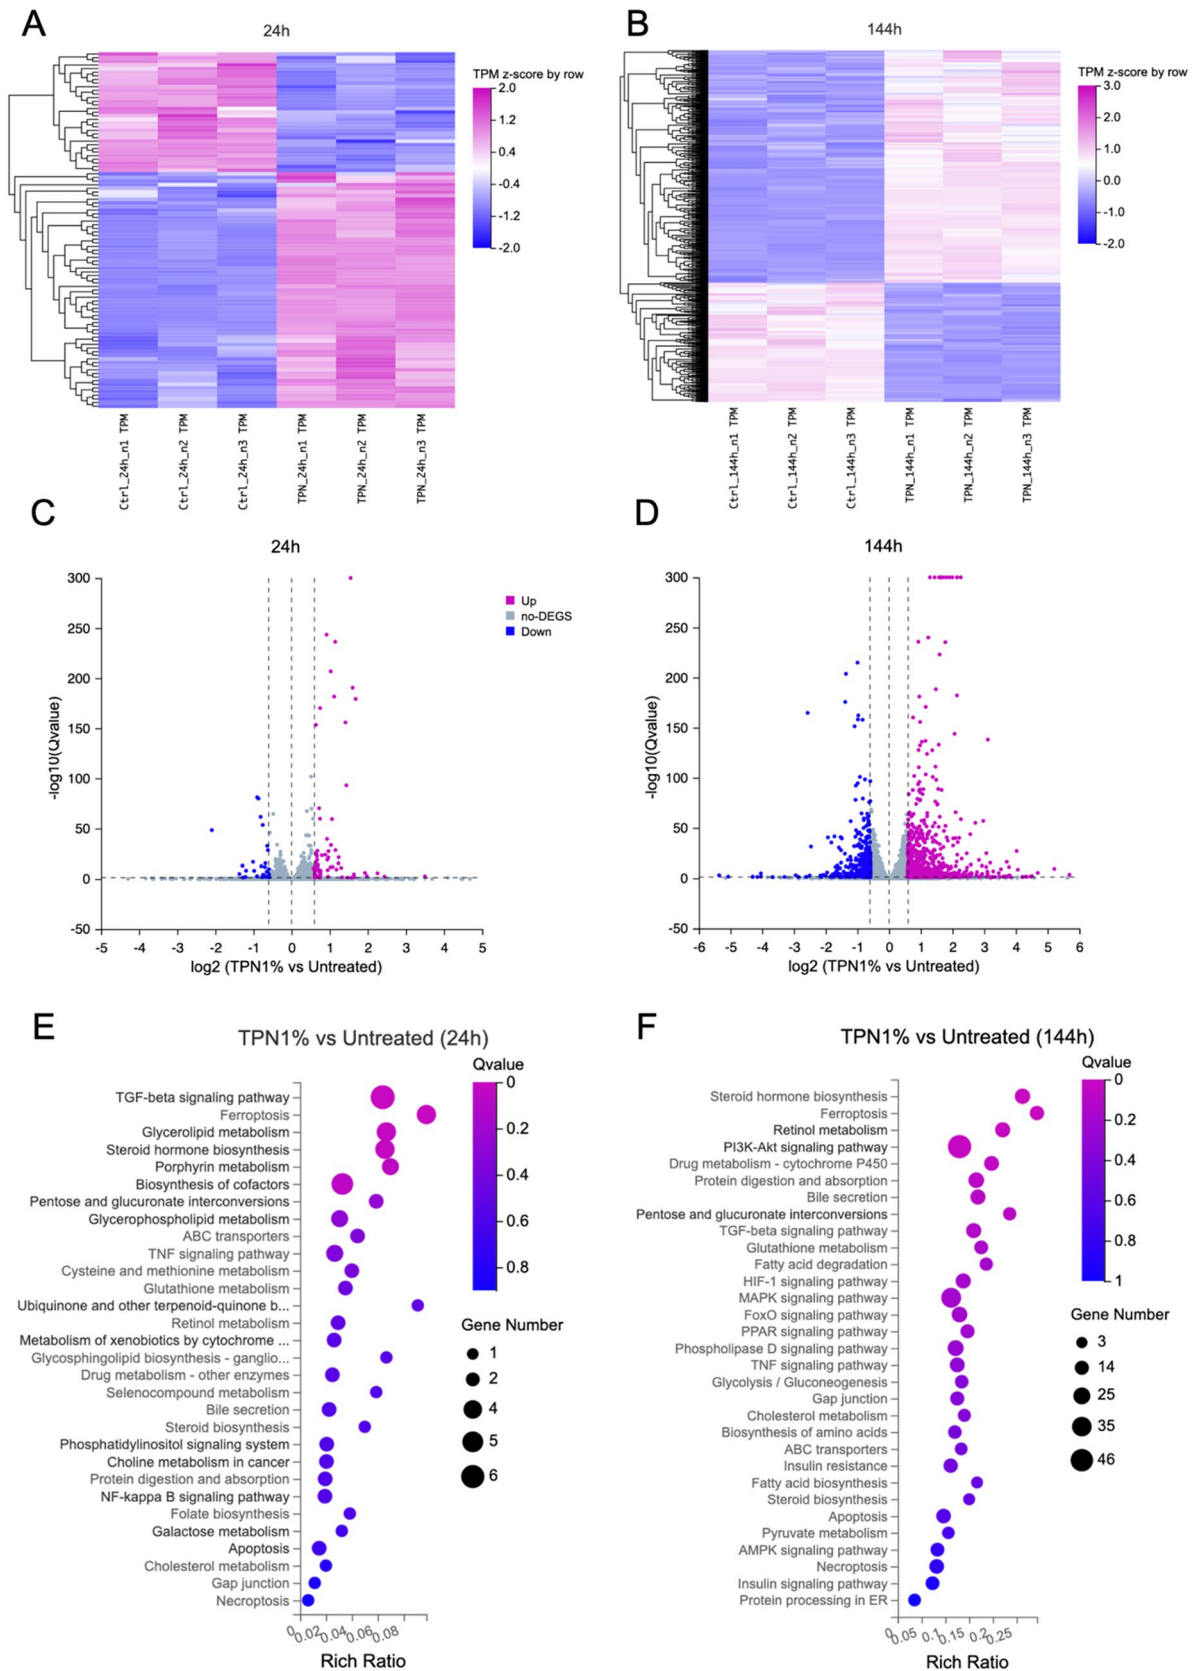 A
24h
TPM z-score by row
2.0
1.2
0.4
-0.4
-1.2
-2.0
Ctrl_24h_n1 TPM
Ctrl_24h_n2 TPM
Ctrl_24h_n3 TPM
TPN_24h_n1 TPM
TPN_24h_n2 TPM
TPN_24h_n3 TPM
B
144h
TPM z-score by row
3.0
2.0
1.0
0.0
-1.0
-2.0
Ctrl_144h_n1 TPM
Ctrl_144h_n2 TPM
Ctrl_144h_n3 TPM
TPN_144h_n1 TPM
TPN_144h_n2 TPM
TPN_144h_n3 TPM
C
24h
-log10(Qvalue)
300
250
200
150
100
50
0
-50
-5 -4 -3 -2 -1 0 1 2 3 4 5
log2 (TPN1% vs Untreated)
Up
no-DEGS
Down
D
144h
-log10(Qvalue)
300
250
200
150
100
50
0
-50
-6 -5 -4 -3 -2 -1 0 1 2 3 4 5 6
log2 (TPN1% vs Untreated)
E
TPN1% vs Untreated (24h)
TGF-beta signaling pathway
Ferroptosis
Glycerolipid metabolism
Steroid hormone biosynthesis
Porphyrin metabolism
Biosynthesis of cofactors
Pentose and glucuronate interconversions
Glycerophospholipid metabolism
ABC transporters
TNF signaling pathway
Cysteine and methionine metabolism
Glutathione metabolism
Ubiquinone and other terpenoid-quinone b...
Retinol metabolism
Metabolism of xenobiotics by cytochrome ...
Glycosphingolipid biosynthesis - ganglio...
Drug metabolism - other enzymes
Selenocompound metabolism
Bile secretion
Steroid biosynthesis
Phosphatidylinositol signaling system
Choline metabolism in cancer
Protein digestion and absorption
NF-kappa B signaling pathway
Folate biosynthesis
Galactose metabolism
Apoptosis
Cholesterol metabolism
Gap junction
Necroptosis
0 0.02 0.04 0.06 0.08
Rich Ratio
Qvalue
0
0.2
0.4
0.6
0.8
Gene Number
1
2
4
5
6
F
TPN1% vs Untreated (144h)
Steroid hormone biosynthesis
Ferroptosis
Retinol metabolism
PI3K-Akt signaling pathway
Drug metabolism - cytochrome P450
Protein digestion and absorption
Bile secretion
Pentose and glucuronate interconversions
TGF-beta signaling pathway
Glutathione metabolism
Fatty acid degradation
HIF-1 signaling pathway
MAPK signaling pathway
FoxO signaling pathway
PPAR signaling pathway
Phospholipase D signaling pathway
TNF signaling pathway
Glycolysis / Gluconeogenesis
Gap junction
Cholesterol metabolism
Biosynthesis of amino acids
ABC transporters
Insulin resistance
Fatty acid biosynthesis
Steroid biosynthesis
Apoptosis
Pyruvate metabolism
AMPK signaling pathway
Necroptosis
Insulin signaling pathway
Protein processing in ER
0 0.05 0.1 0.15 0.2 0.25
Rich Ratio
Qvalue
0
0.2
0.4
0.6
0.8
1
Gene Number
3
14
25
35
46